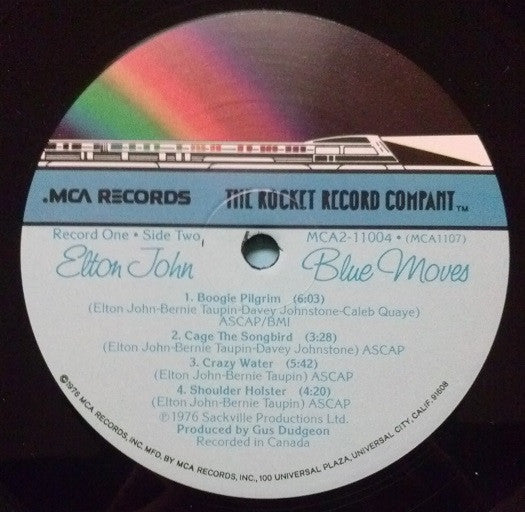 .MCA RECORDS THE ROCKET RECORD COMPANY™
Record One • Side Two MCA2-11004 • (MCA1107)
Elton John Blue Moves
1. Boogie Pilgrim (6:03)
(Elton John-Bernie Taupin-Davey Johnstone-Caleb Quaye)
ASCAP/BMI
2. Cage The Songbird (3:28)
(Elton John-Bernie Taupin-Davey Johnstone) ASCAP
3. Crazy Water (5:42)
(Elton John-Bernie Taupin) ASCAP
4. Shoulder Holster (4:20)
(Elton John-Bernie Taupin) ASCAP
℗1976 Sackville Productions Ltd.
Produced by Gus Dudgeon
Recorded in Canada
©1976 MCA RECORDS, INC. MFD. BY MCA RECORDS, INC., 100 UNIVERSAL PLAZA, UNIVERSAL CITY, CALIF. 91608